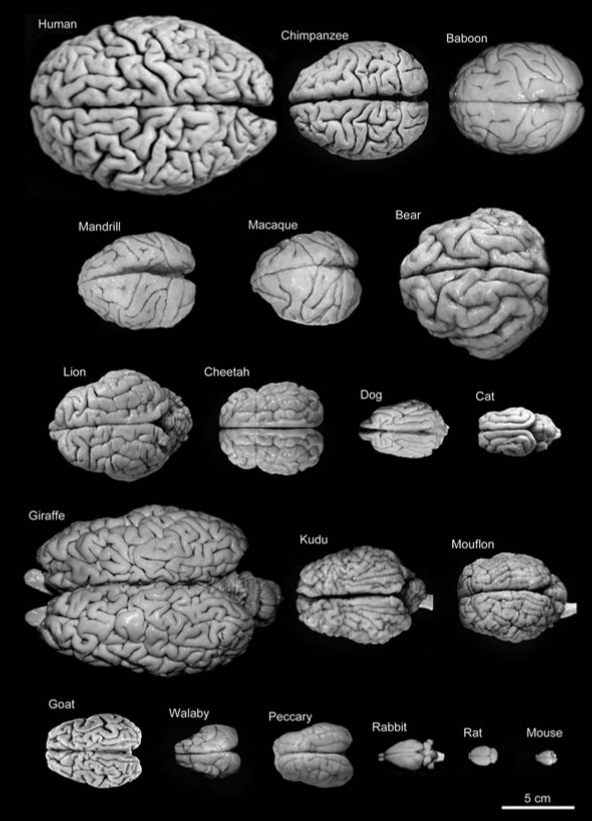 Human
Chimpanzee
Baboon
Mandrill
Macaque
Bear
Lion
Cheetah
Dog
Cat
Giraffe
Kudu
Mouflon
Goat
Walaby
Peccary
Rabbit
Rat
Mouse
5 cm